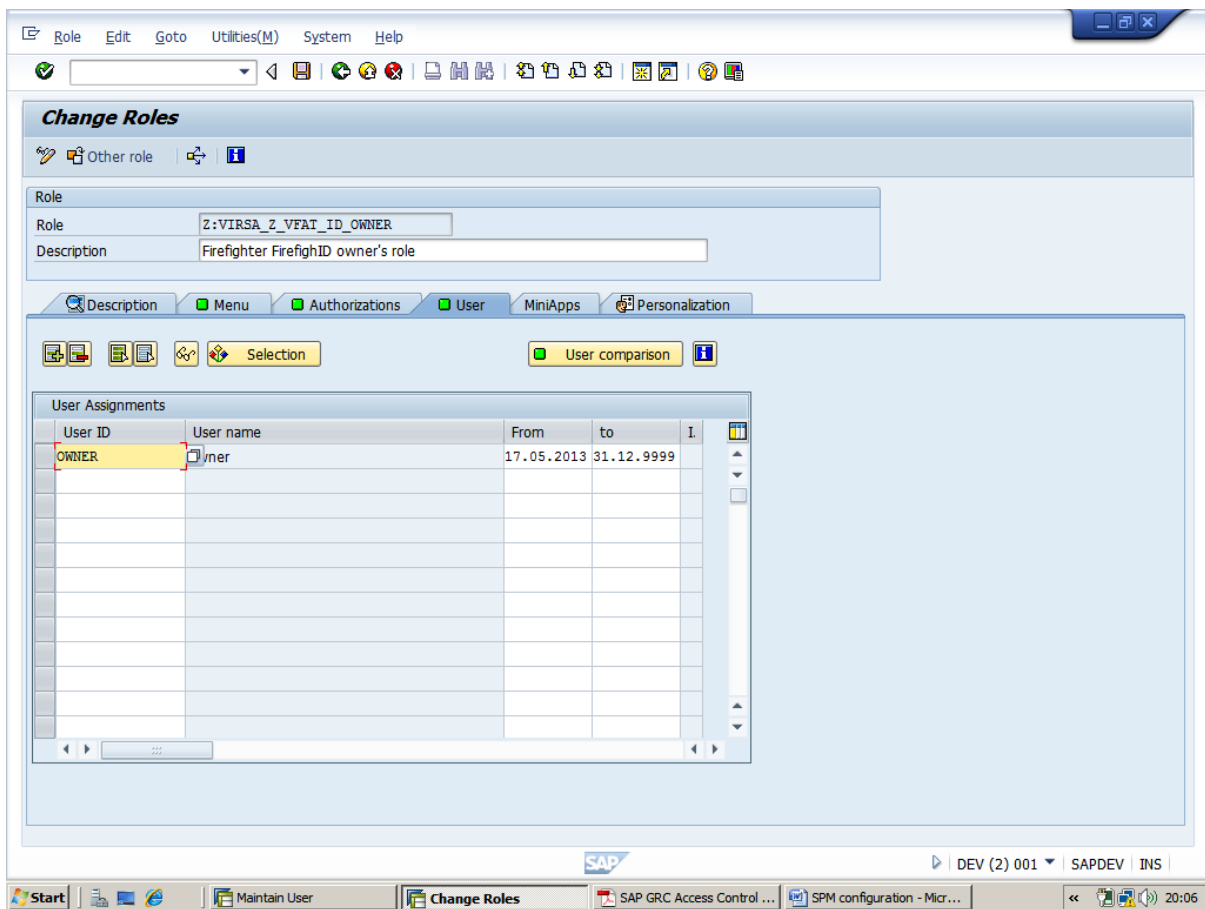 Role Edit Goto Utilities(M) System Help
Change Roles
Other role
Role
Role Z:VIRSA_Z_VFAT_ID_OWNER
Description Firefighter FirefighID owner's role
Description Menu Authorizations User MiniApps Personalization
Selection User comparison
User Assignments
User ID User name From to I.
OWNER wner 17.05.2013 31.12.9999
SAP DEV (2) 001 SAPDEV INS
Start Maintain User Change Roles SAP GRC Access Control ... SPM configuration - Micr... « 20:06